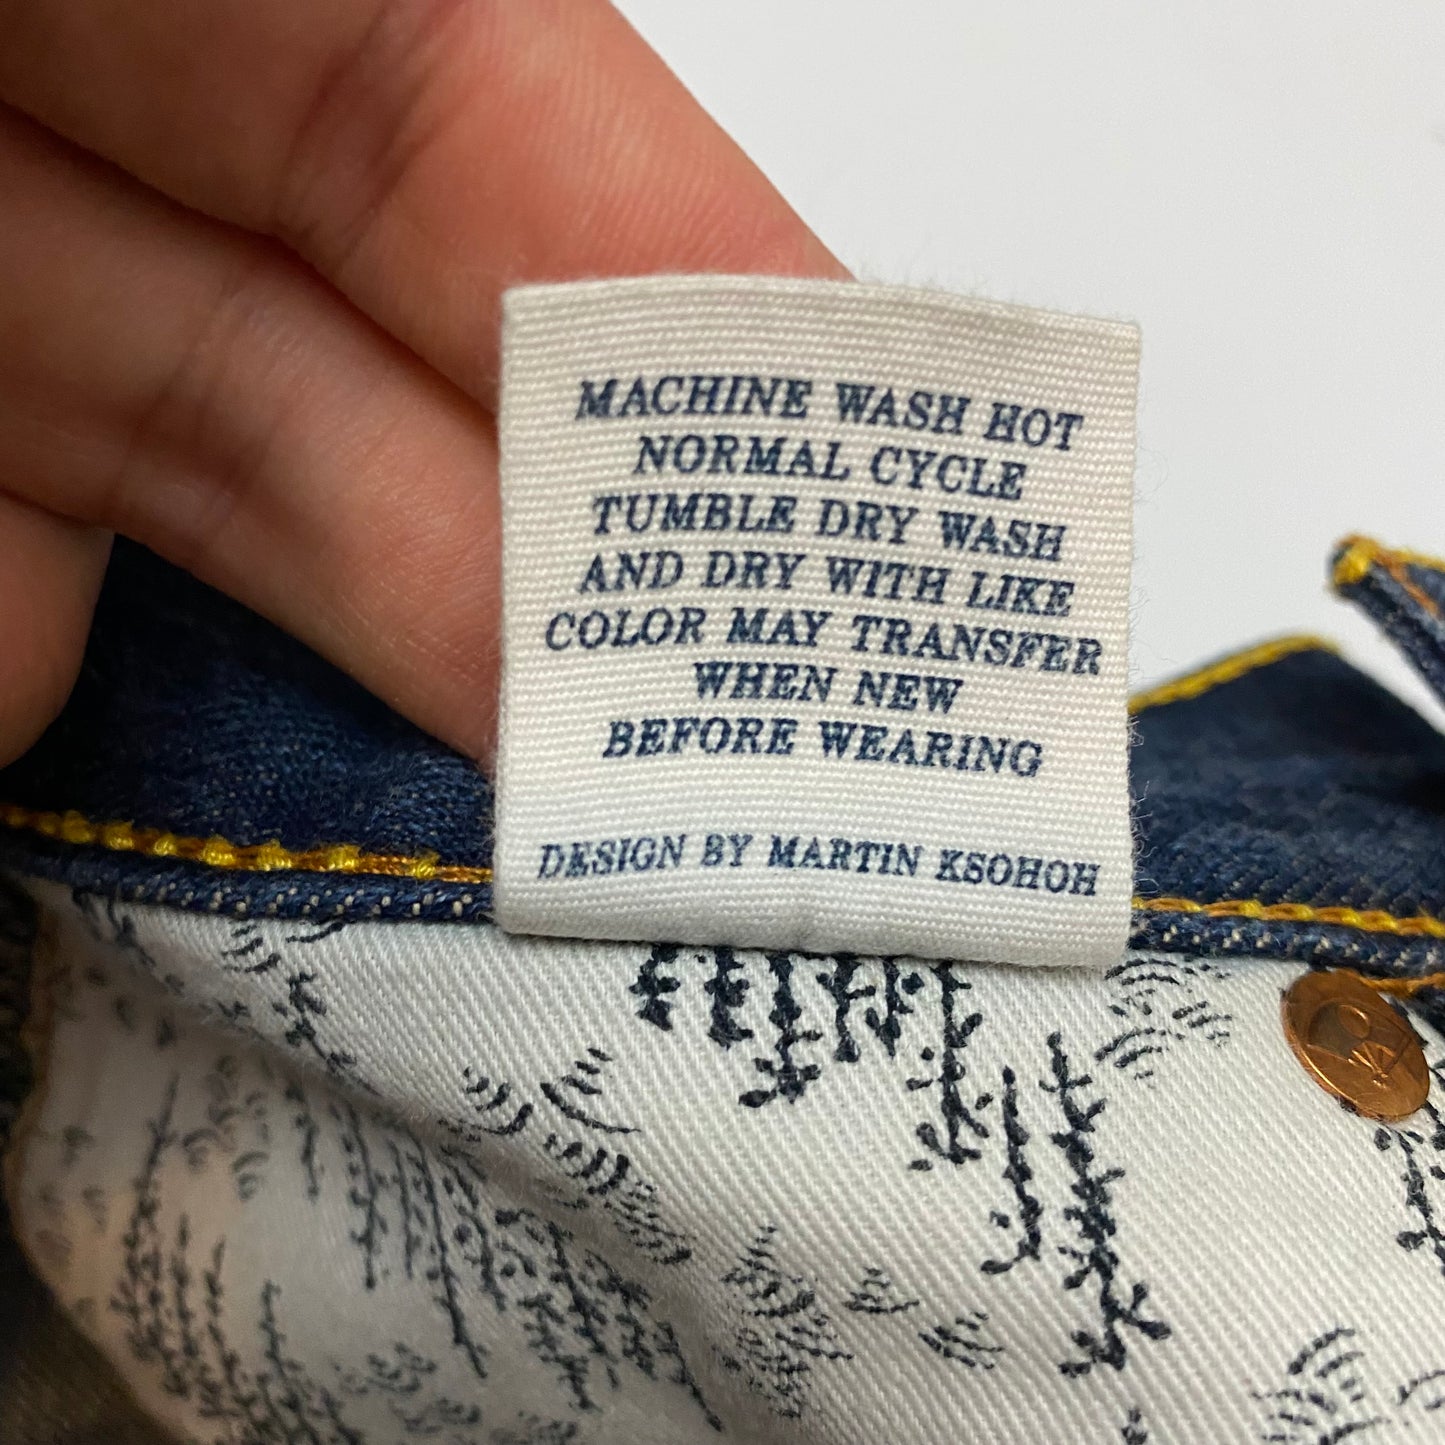 MACHINE WASH HOT
NORMAL CYCLE
TUMBLE DRY WASH
AND DRY WITH LIKE
COLOR MAY TRANSFER
WHEN NEW
BEFORE WEARING
DESIGN BY MARTIN KSOHOH